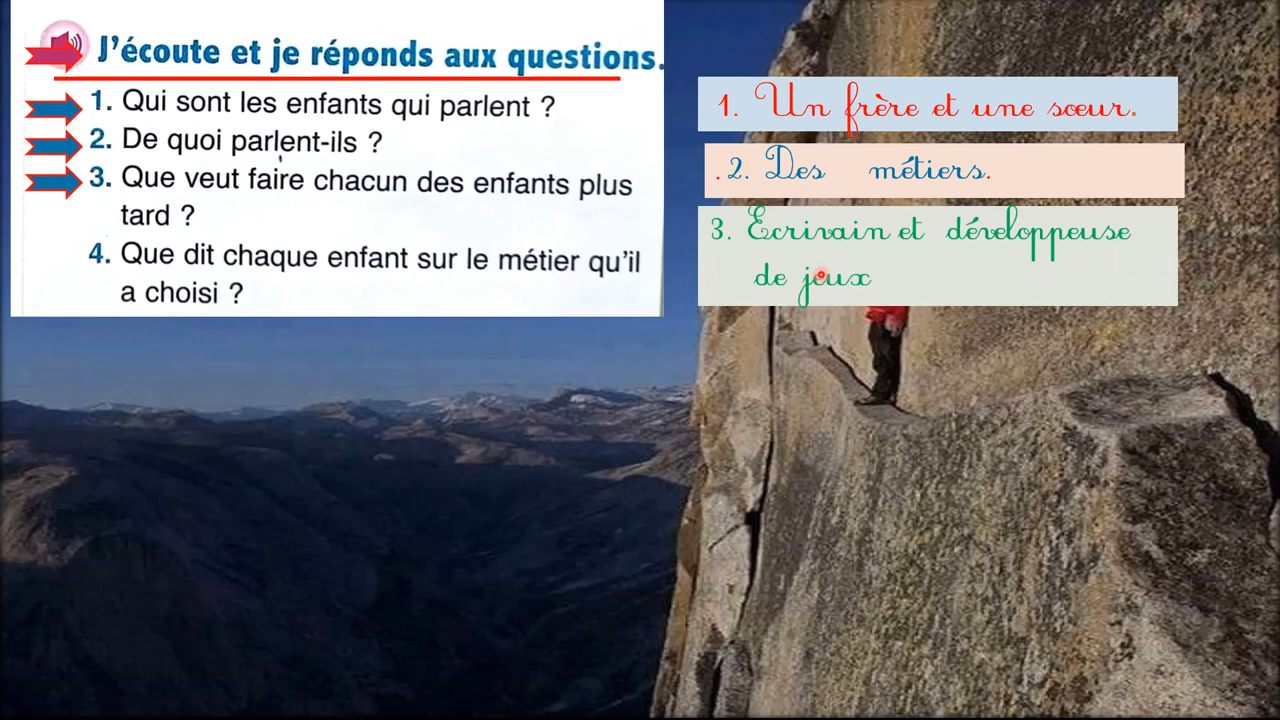 J'écoute et je réponds aux questions.
1. Qui sont les enfants qui parlent ?
2. De quoi parlent-ils ?
3. Que veut faire chacun des enfants plus
tard ?
4. Que dit chaque enfant sur le métier qu'il
a choisi ?
1. Un frère et une sœur.
.2. Des métiers.
3. Ecrivain et développeuse
de jeux